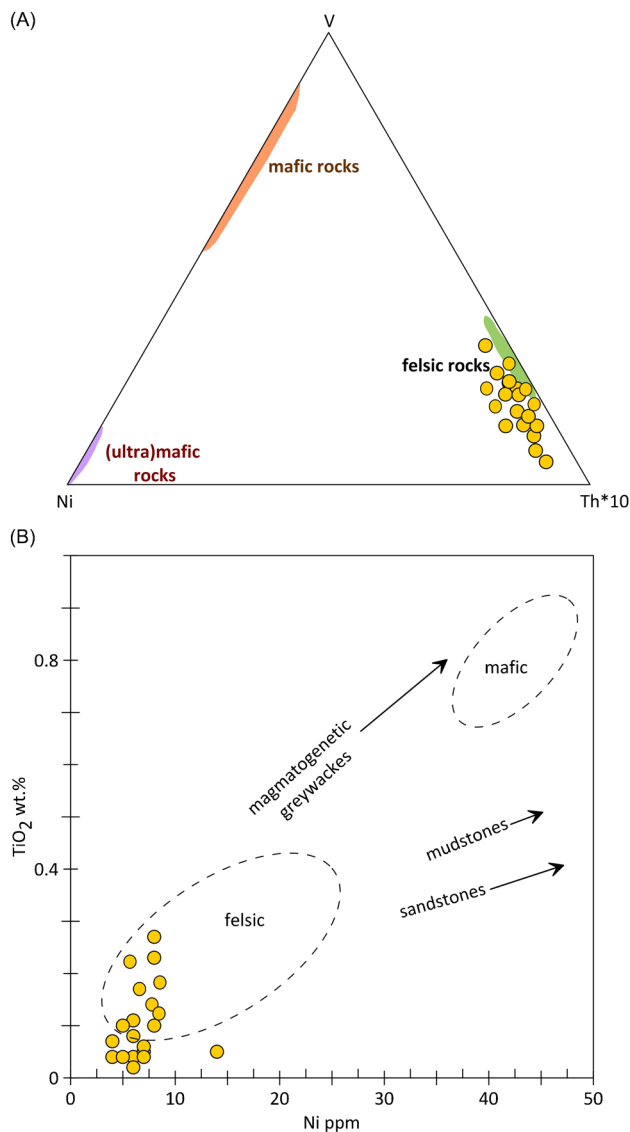 (A)
V
mafic rocks
felsic rocks
(ultra)mafic
rocks
Ni
Th*10
(B)
0.8
mafic
magmatogenetic
greywackes
TiO2 wt.%
mudstones
0.4
sandstones
felsic
0
0
10
20
30
40
50
Ni ppm